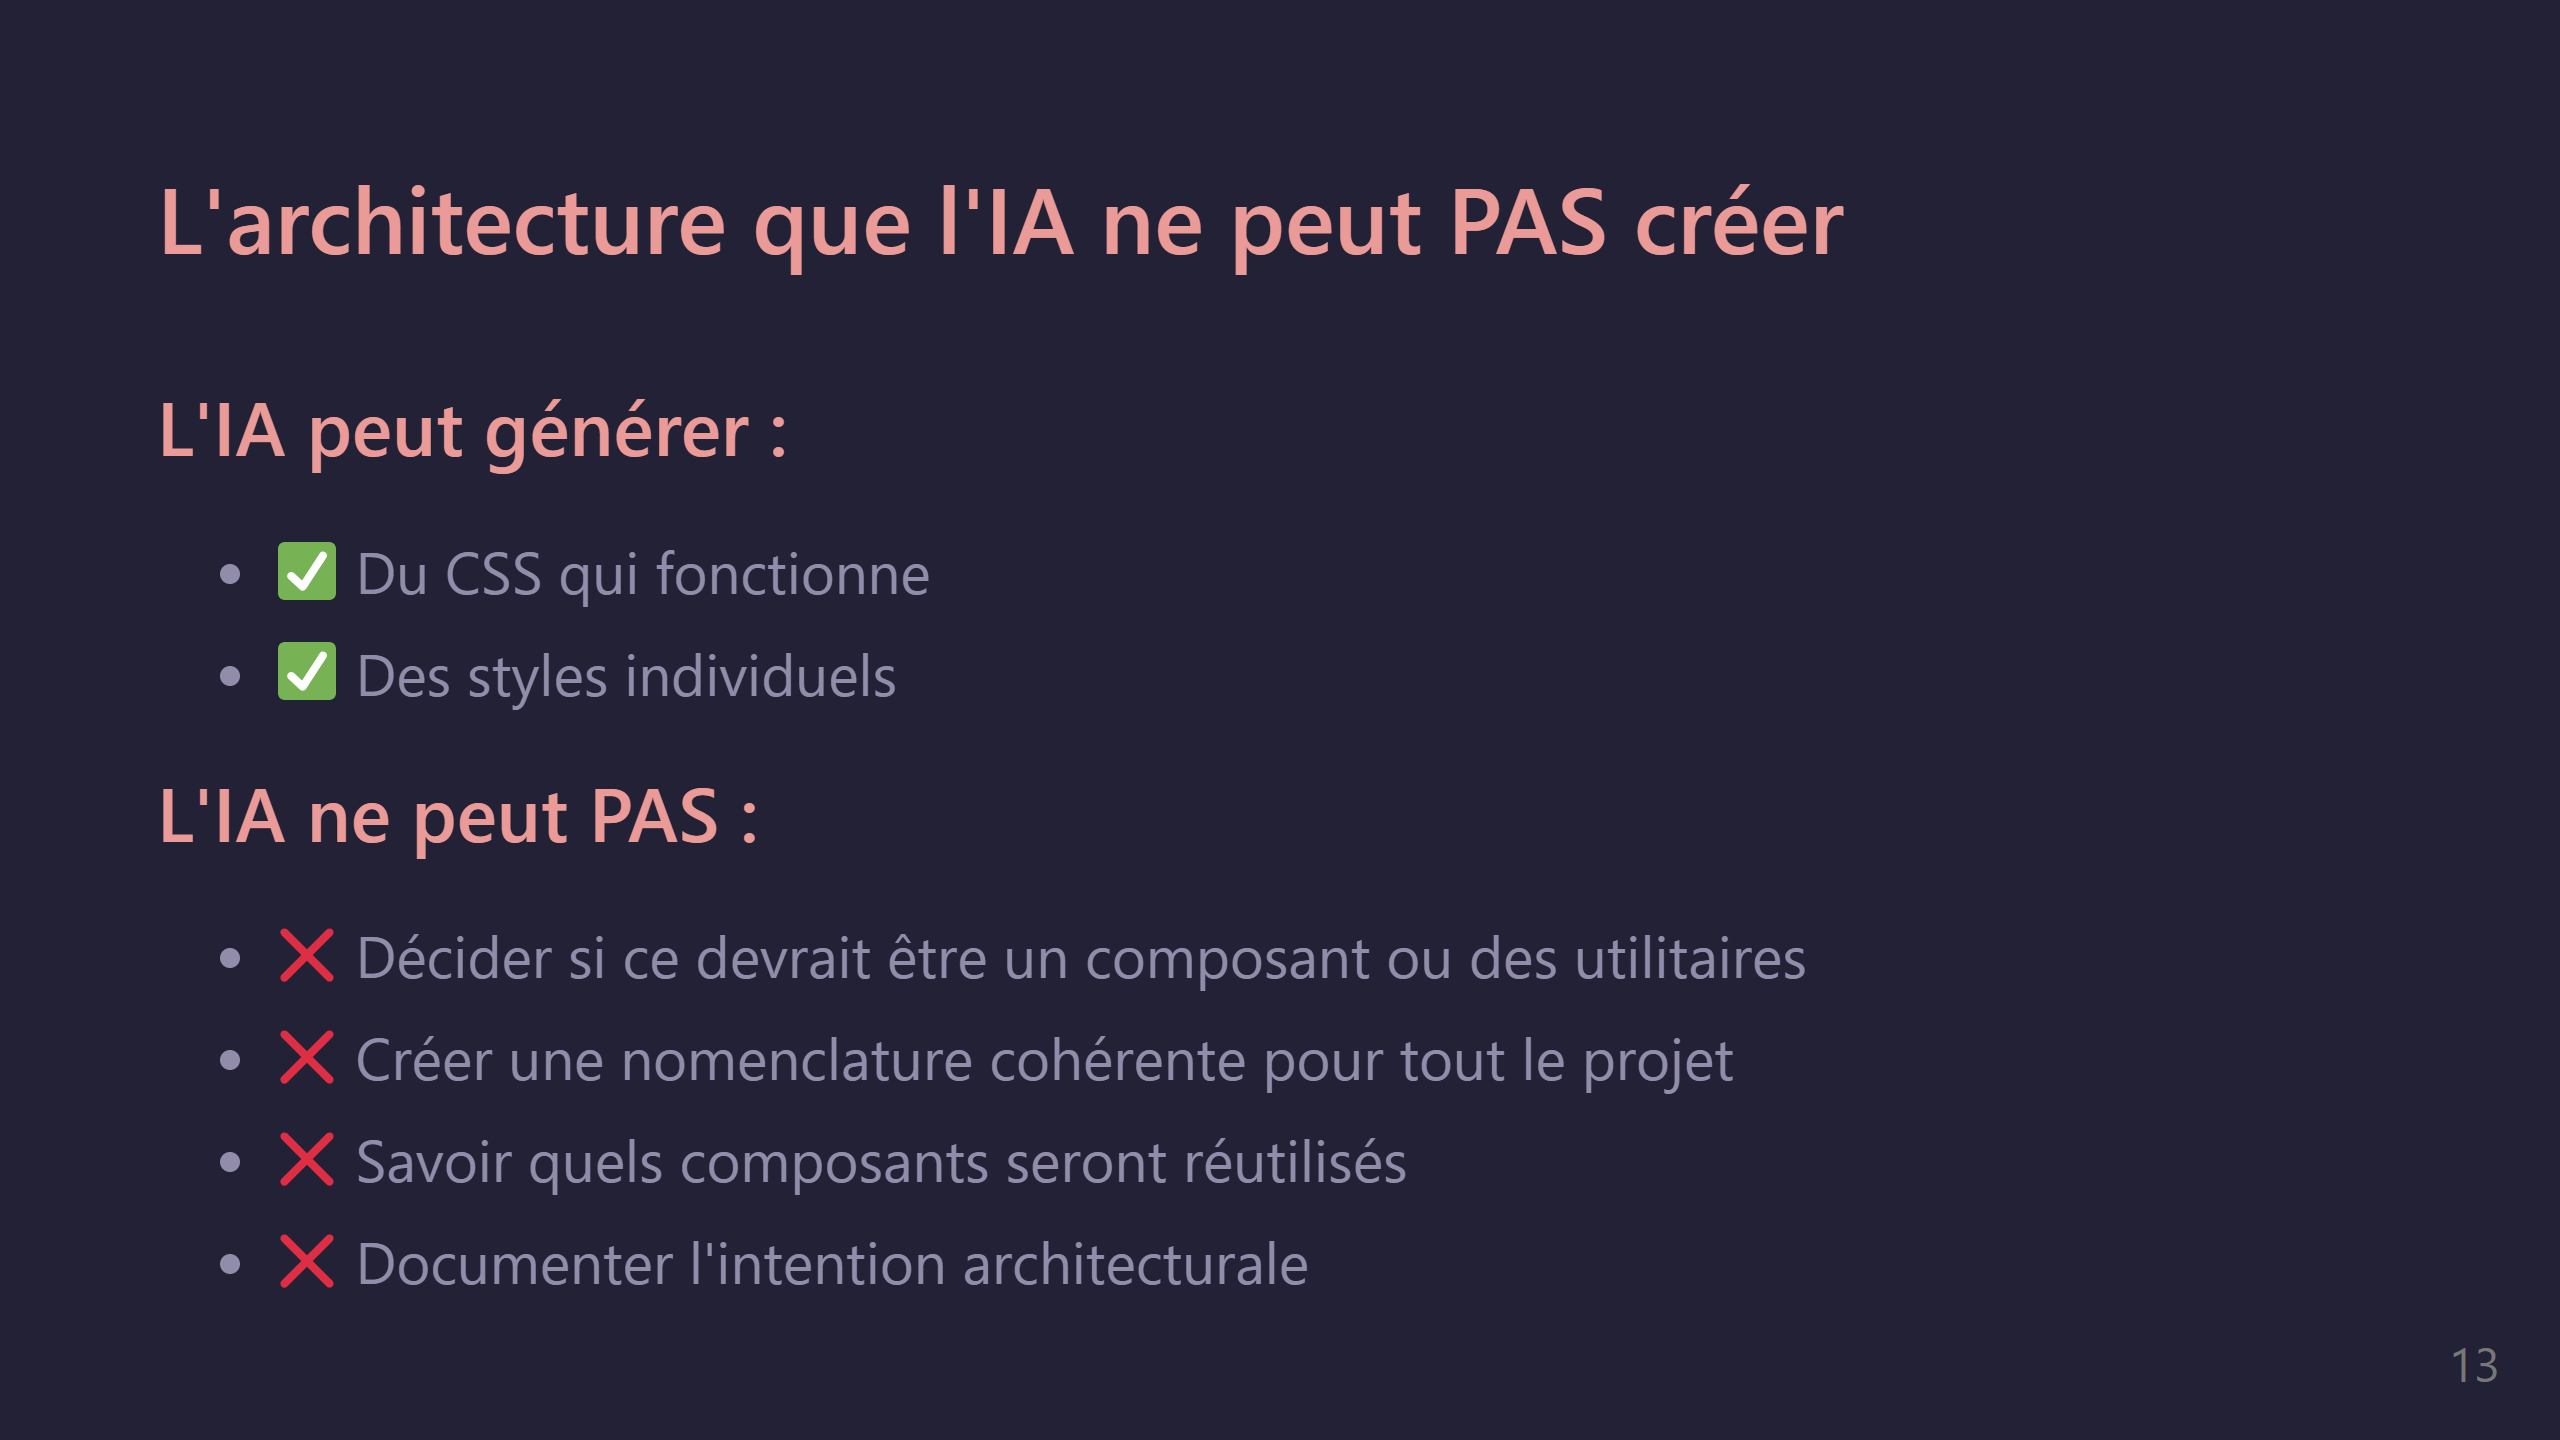 L'architecture que l'IA ne peut PAS créer
L'IA peut générer :
• ✅ Du CSS qui fonctionne
• ✅ Des styles individuels
L'IA ne peut PAS :
• ❌ Décider si ce devrait être un composant ou des utilitaires
• ❌ Créer une nomenclature cohérente pour tout le projet
• ❌ Savoir quels composants seront réutilisés
• ❌ Documenter l'intention architecturale
13